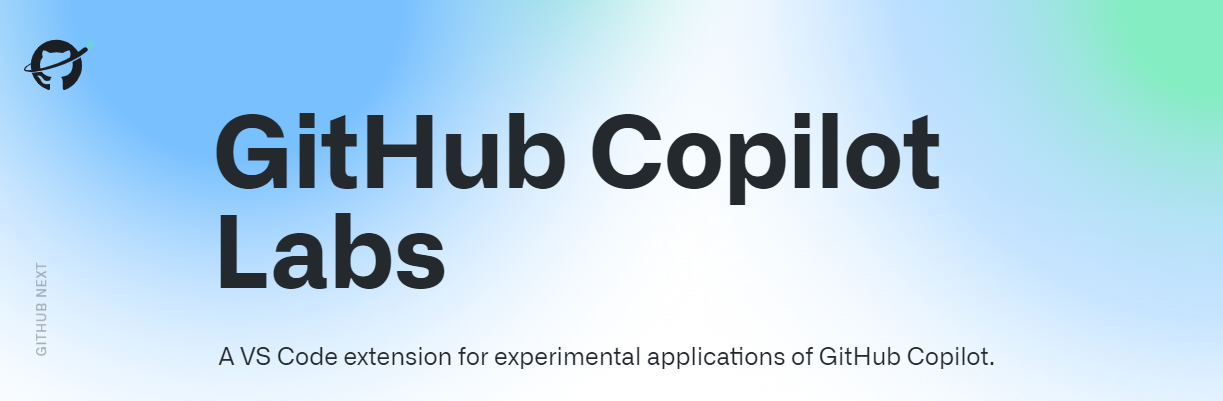 GitHub Copilot
Labs
GITHUB NEXT
A VS Code extension for experimental applications of GitHub Copilot.